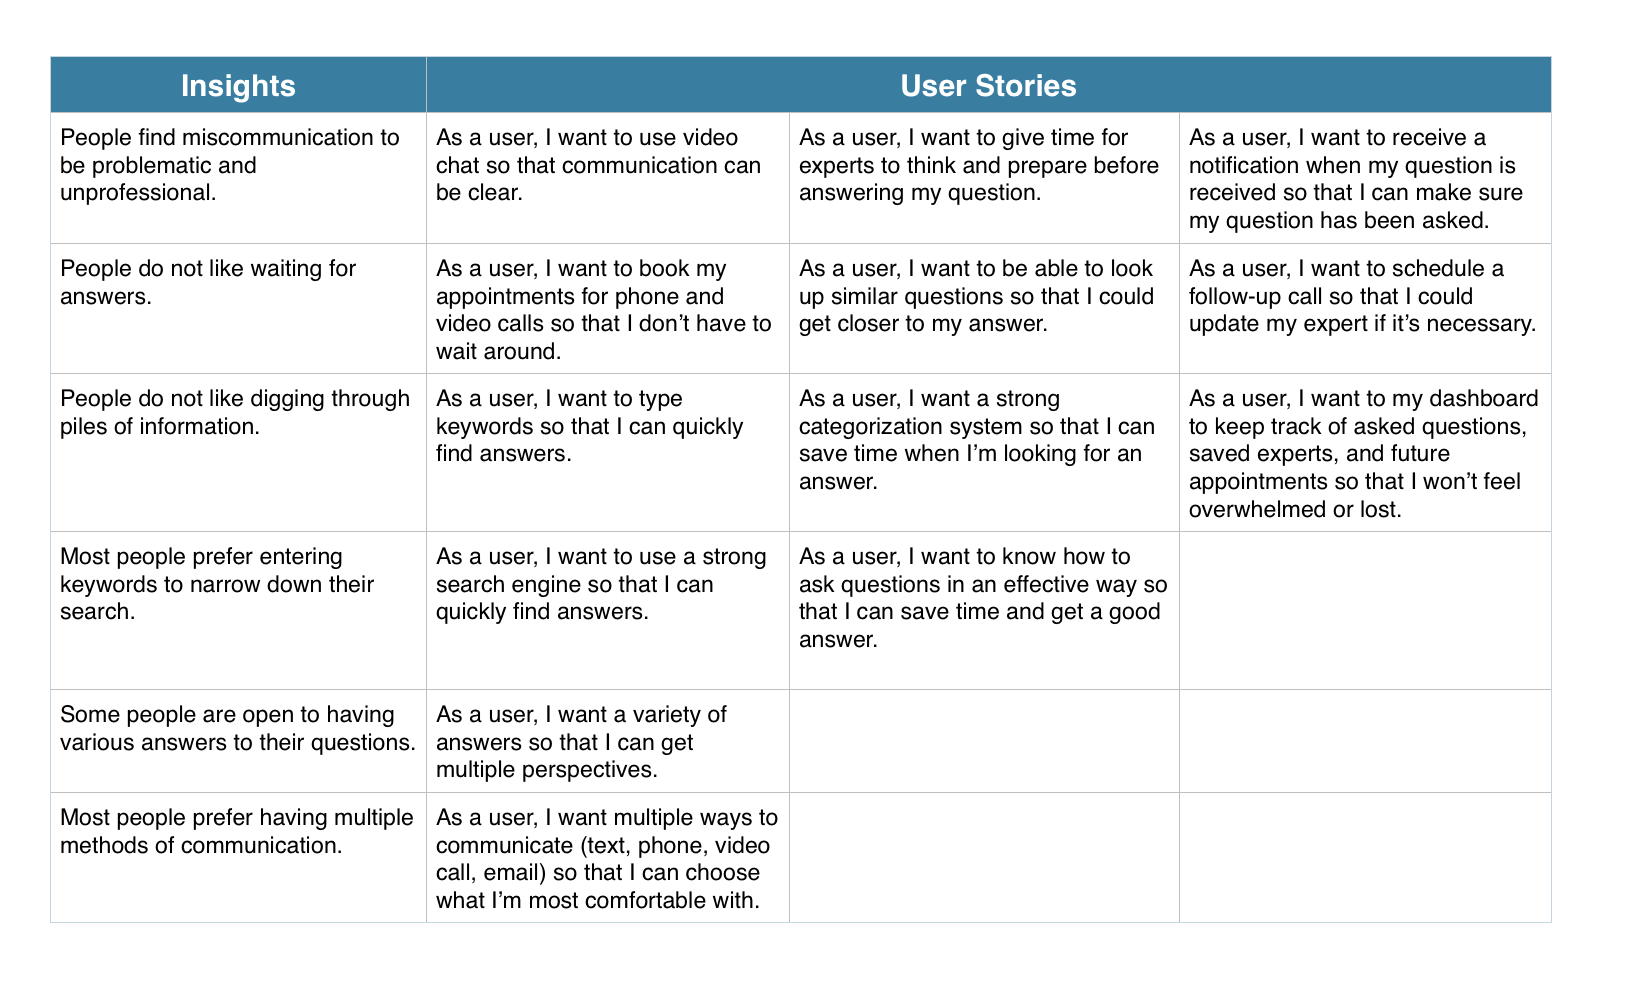 Insights
User Stories
People find miscommunication to
be problematic and
unprofessional.
As a user, I want to use video
chat so that communication can
be clear.
As a user, I want to give time for
experts to think and prepare before
answering my question.
As a user, I want to receive a
notification when my question is
received so that I can make sure
my question has been asked.
People do not like waiting for
answers.
As a user, I want to book my
appointments for phone and
video calls so that I don’t have to
wait around.
As a user, I want to be able to look
up similar questions so that I could
get closer to my answer.
As a user, I want to schedule a
follow-up call so that I could
update my expert if it’s necessary.
People do not like digging through
piles of information.
As a user, I want to type
keywords so that I can quickly
find answers.
As a user, I want a strong
categorization system so that I can
save time when I’m looking for an
answer.
As a user, I want to my dashboard
to keep track of asked questions,
saved experts, and future
appointments so that I won’t feel
overwhelmed or lost.
Most people prefer entering
keywords to narrow down their
search.
As a user, I want to use a strong
search engine so that I can
quickly find answers.
As a user, I want to know how to
ask questions in an effective way so
that I can save time and get a good
answer.
Some people are open to having
various answers to their questions.
As a user, I want a variety of
answers so that I can get
multiple perspectives.
Most people prefer having multiple
methods of communication.
As a user, I want multiple ways to
communicate (text, phone, video
call, email) so that I can choose
what I’m most comfortable with.